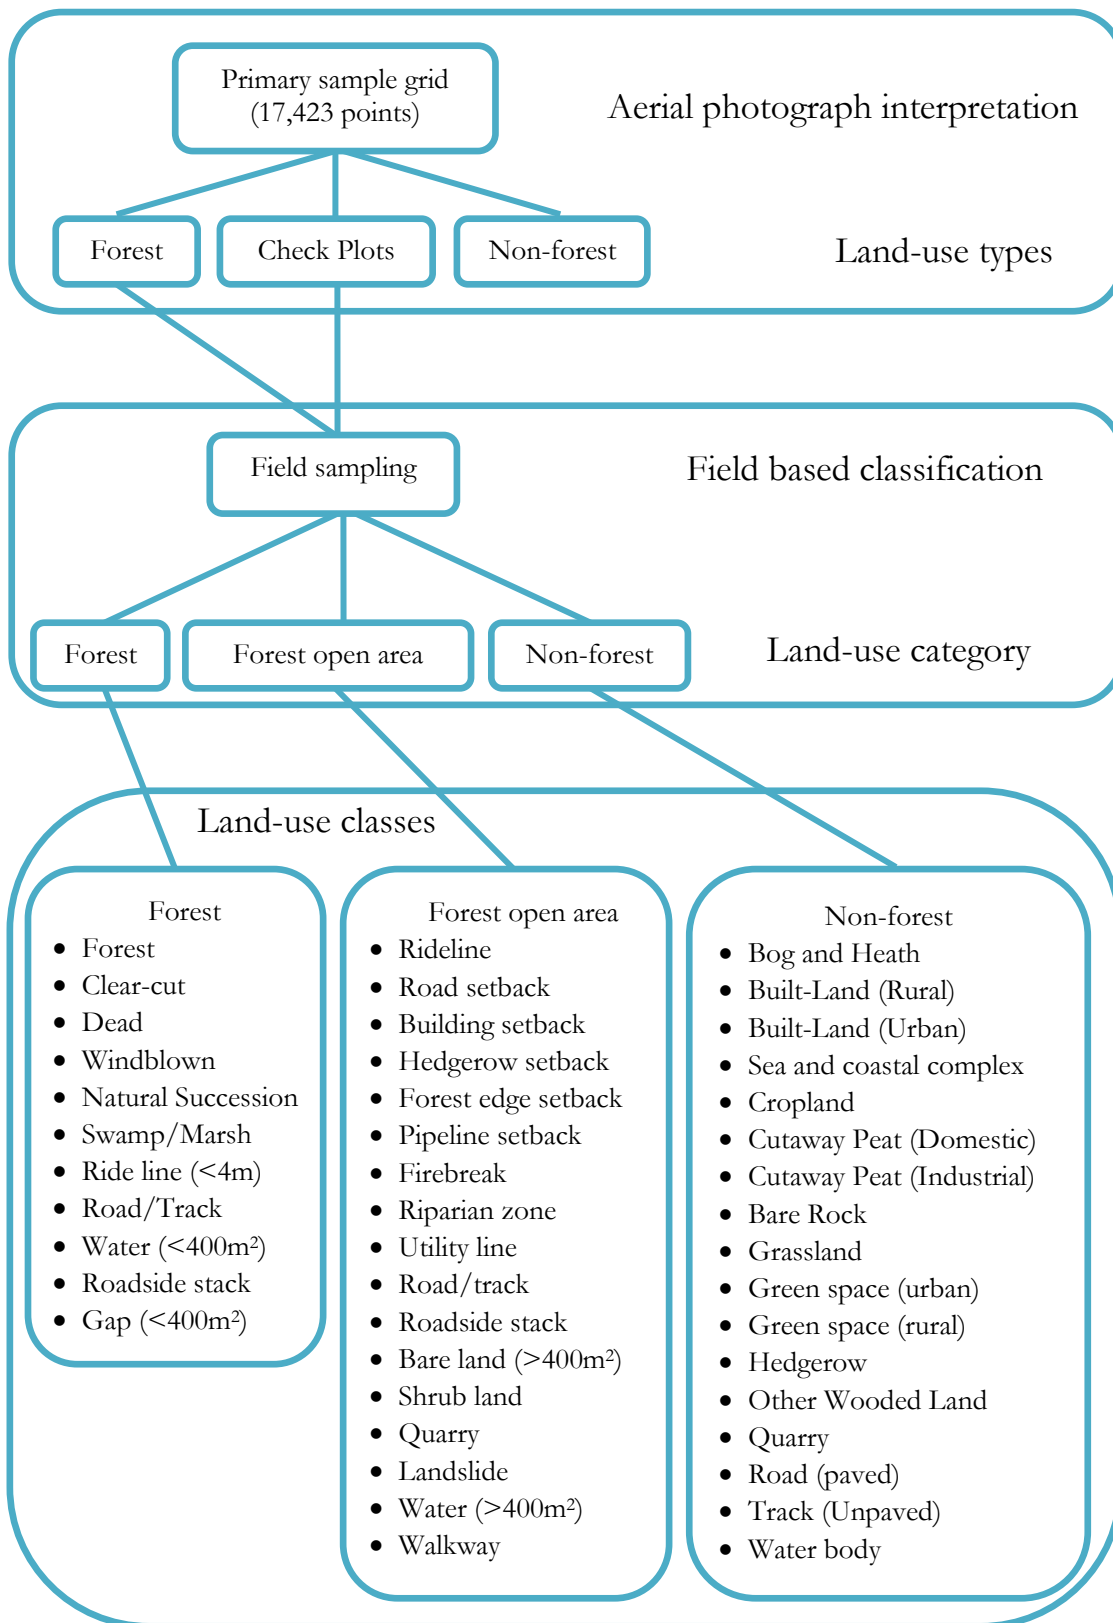 Primary sample grid
(17,423 points)
Aerial photograph interpretation
Forest
Check Plots
Non-forest
Land-use types
Field sampling
Field based classification
Forest
Forest open area
Non-forest
Land-use category
Land-use classes
Forest
• Forest
• Clear-cut
• Dead
• Windblown
• Natural Succession
• Swamp/Marsh
• Ride line (<4m)
• Road/Track
• Water (<400m²)
• Roadside stack
• Gap (<400m²)
Forest open area
• Rideline
• Road setback
• Building setback
• Hedgerow setback
• Forest edge setback
• Pipeline setback
• Firebreak
• Riparian zone
• Utility line
• Road/track
• Roadside stack
• Bare land (>400m²)
• Shrub land
• Quarry
• Landslide
• Water (>400m²)
• Walkway
Non-forest
• Bog and Heath
• Built-Land (Rural)
• Built-Land (Urban)
• Sea and coastal complex
• Cropland
• Cutaway Peat (Domestic)
• Cutaway Peat (Industrial)
• Bare Rock
• Grassland
• Green space (urban)
• Green space (rural)
• Hedgerow
• Other Wooded Land
• Quarry
• Road (paved)
• Track (Unpaved)
• Water body